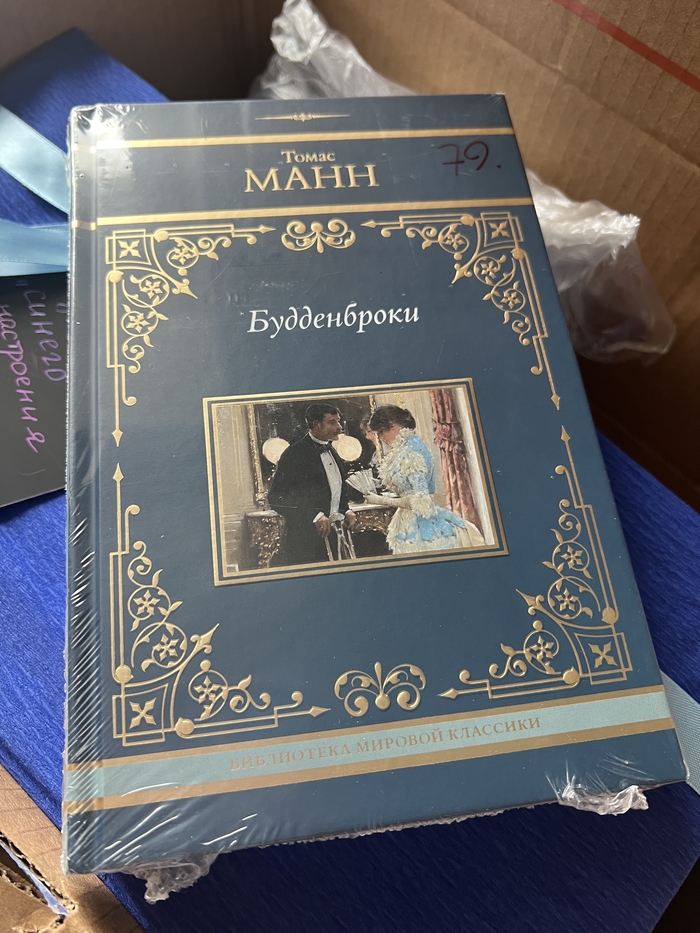 Томас
МАНН
79.
Будденброки
БИБЛИОТЕКА МИРОВОЙ КЛАССИКИ
"синего
настроения